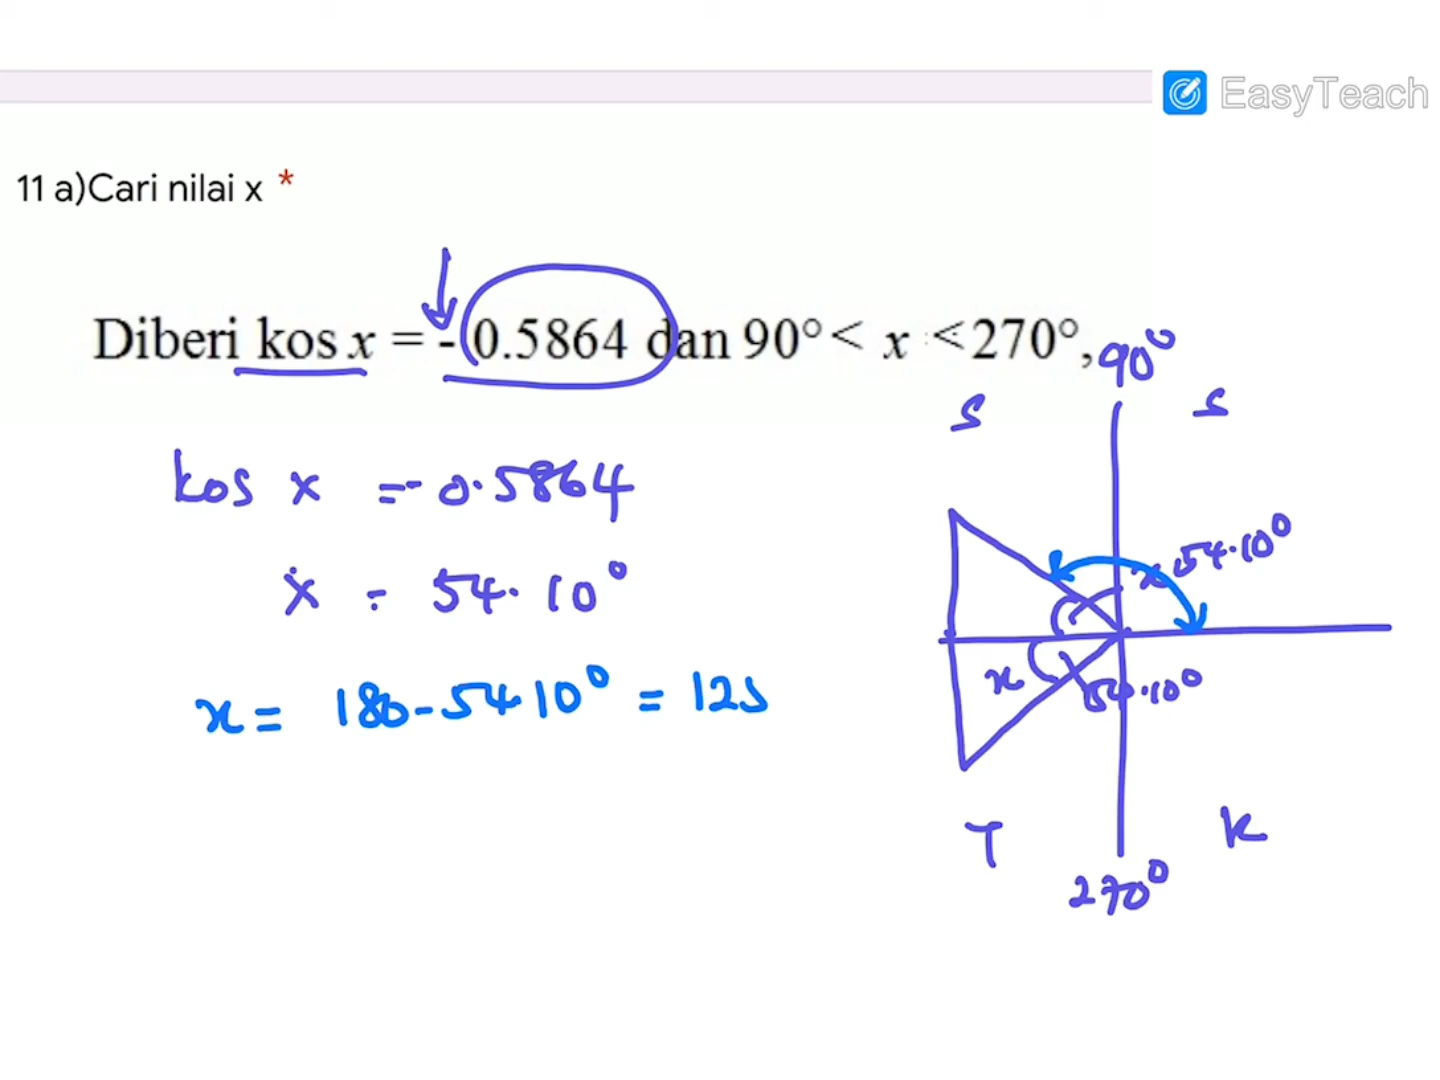 EasyTeach
11 a)Cari nilai x *
Diberi kos x = - 0.5864 dan 90° < x < 270°,
90°
S S
kos x = -0.5864
x 54.10°
x = 54.10°
x 54.10°
x = 180-54.10° = 125
T K
270°